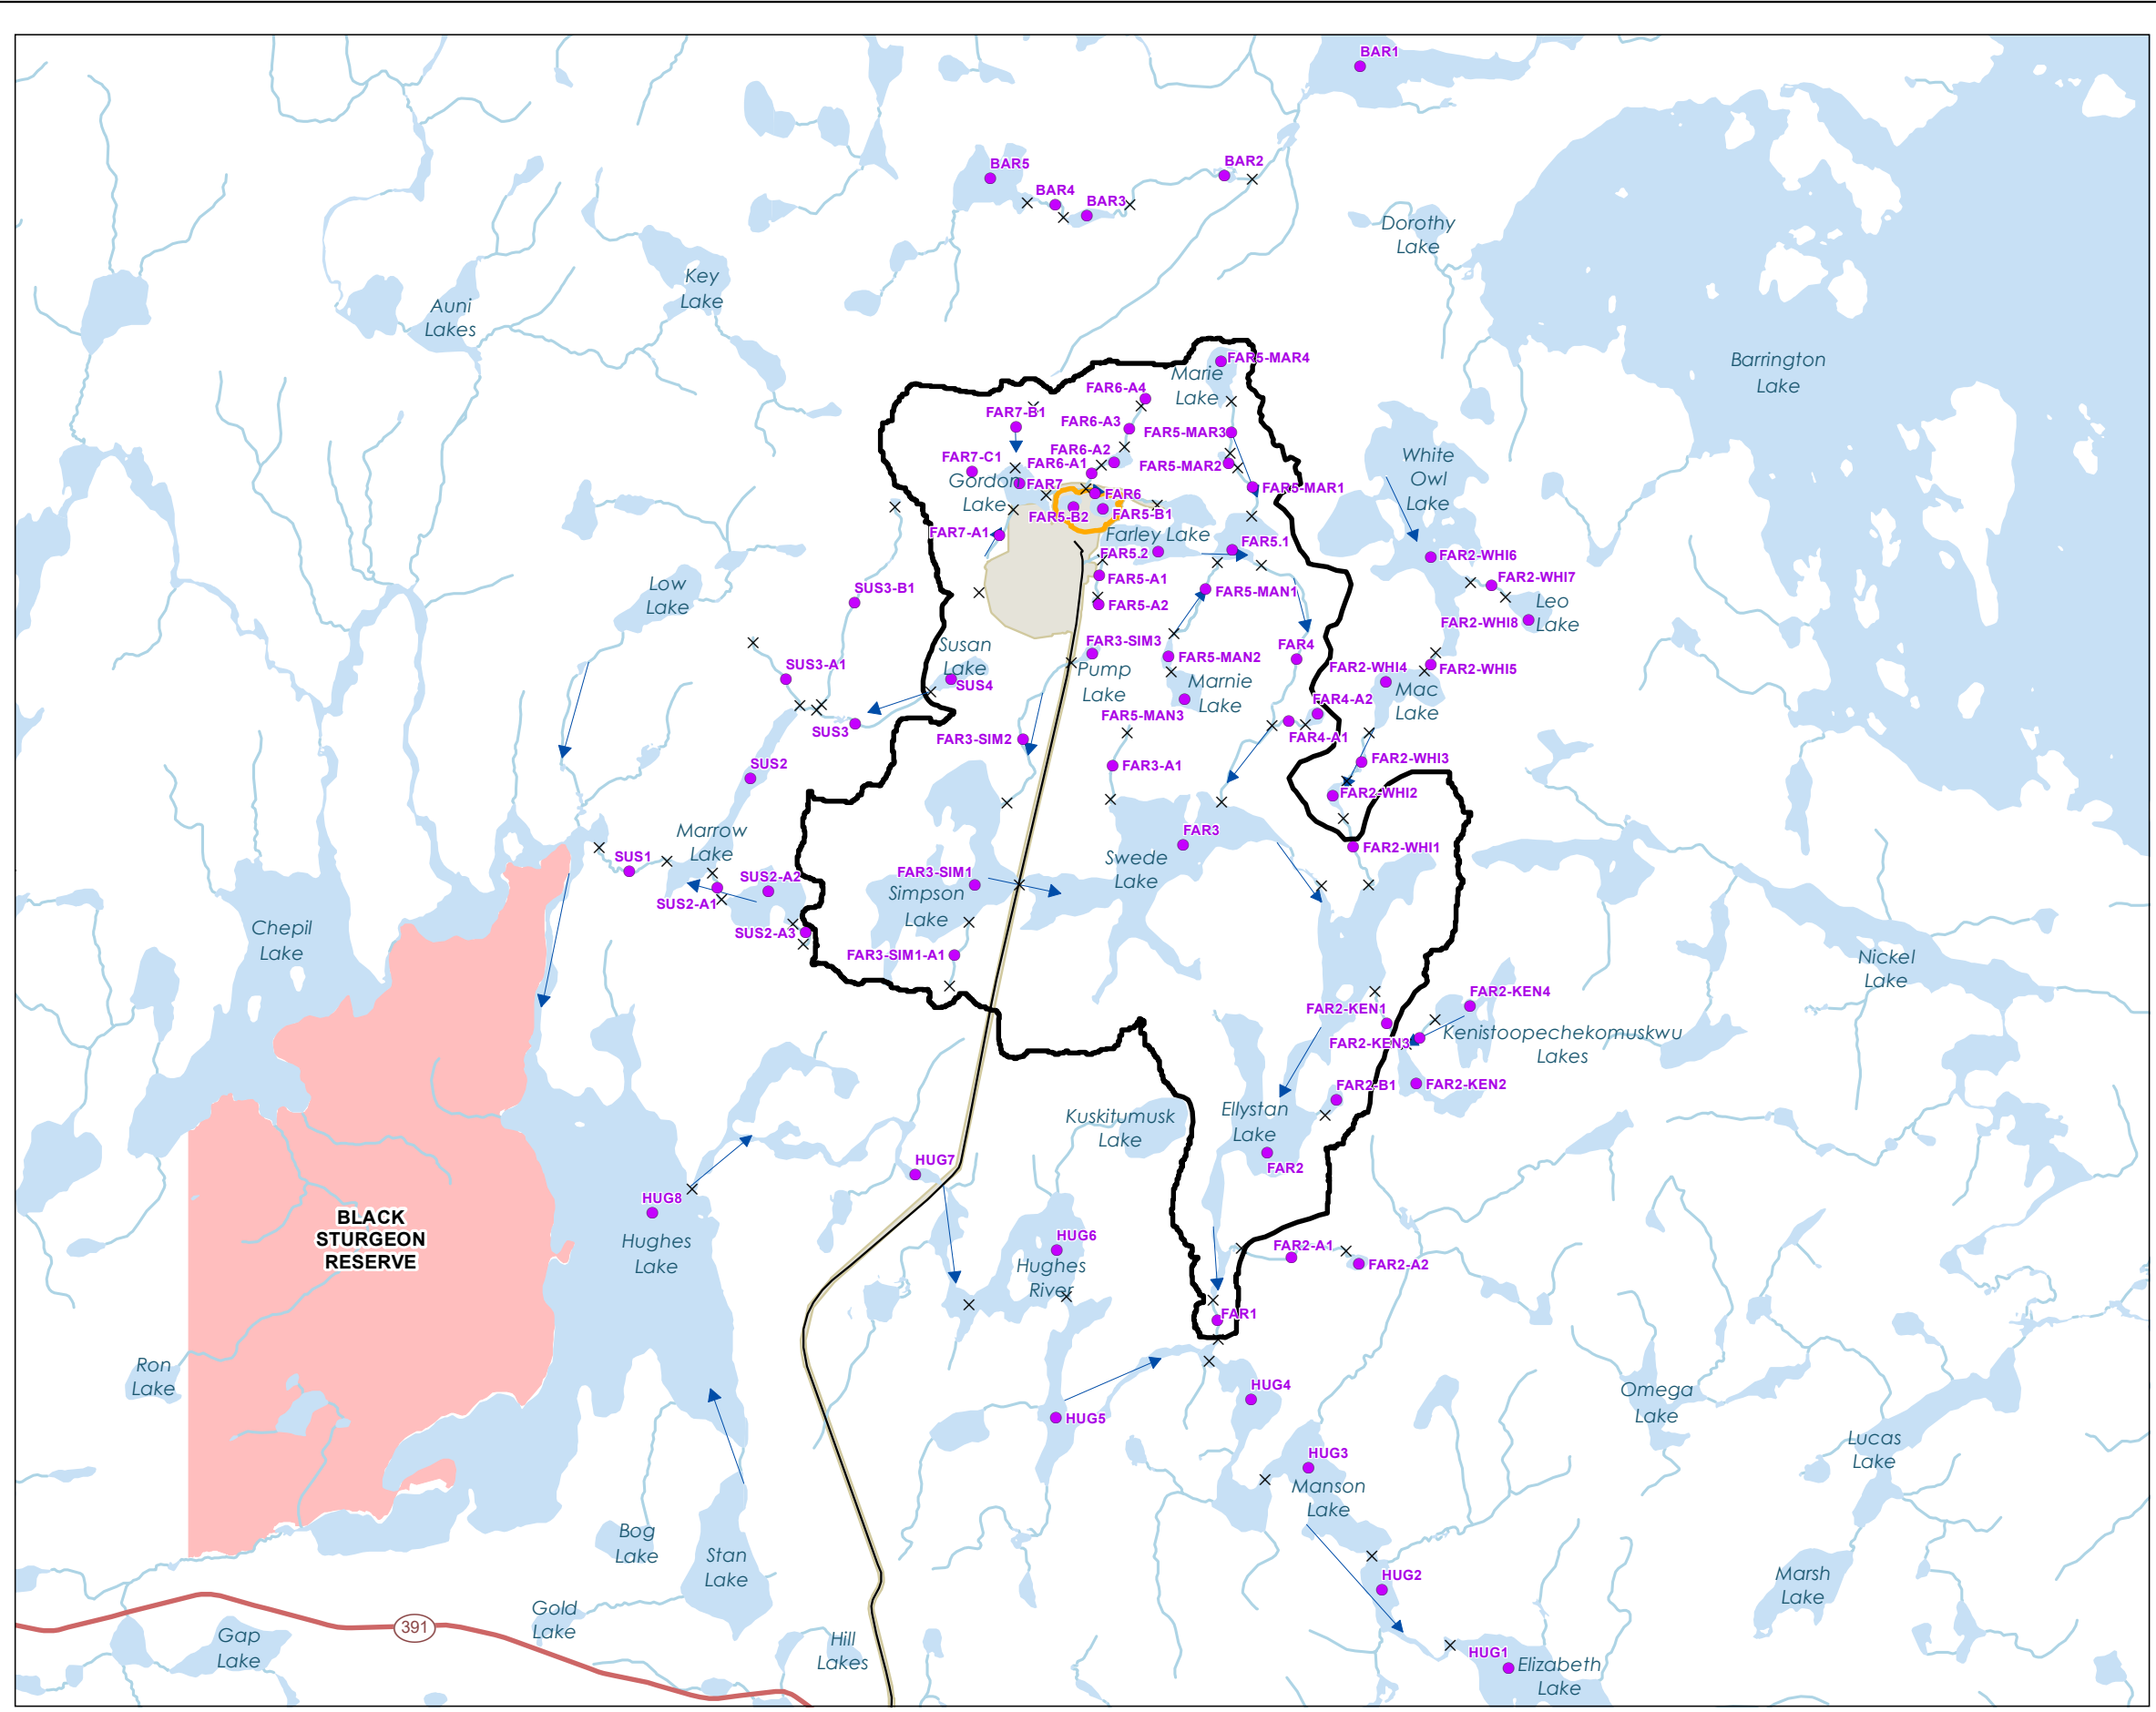 BAR1
BAR5
BAR2
BAR4
BAR3
Dorothy
Lake
Key
Lake
Auni
Lakes
Barrington
Lake
FAR5-MAR4
Marie
Lake
FAR6-A4
FAR7-B1
FAR6-A3
FAR5-MAR3
FAR6-A2
FAR7-C1
FAR6-A1
FAR5-MAR2
White
Owl
Lake
Gordon
Lake
FAR7
FAR5-MAR1
FAR6
FAR5-B2
FAR5-B1
FAR7-A1
Farley Lake
FAR5.1
FAR5.2
FAR2-WHI6
FAR5-A1
FAR2-WHI7
Low
Lake
SUS3-B1
FAR5-MAN1
FAR5-A2
Leo
Lake
FAR2-WHI8
FAR3-SIM3
Susan
Lake
FAR4
SUS3-A1
FAR5-MAN2
FAR2-WHI4
FAR2-WHI5
Pump
Lake
SUS4
Marnie
Lake
Mac
Lake
FAR4-A2
FAR5-MAN3
SUS3
FAR3-SIM2
FAR4-A1
SUS2
FAR3-A1
FAR2-WHI3
FAR2-WHI2
Marrow
Lake
FAR3
FAR2-WHI1
SUS1
Swede
Lake
SUS2-A2
FAR3-SIM1
Simpson
Lake
SUS2-A1
Chepil
Lake
SUS2-A3
FAR3-SIM1-A1
Nickel
Lake
FAR2-KEN4
FAR2-KEN1
FAR2-KEN3
Kenistoopechekomuskwu
Lakes
FAR2-KEN2
FAR2-B1
Kuskitumusk
Lake
Ellystan
Lake
HUG7
FAR2
HUG8
BLACK
STURGEON
RESERVE
Hughes
Lake
HUG6
Hughes
River
FAR2-A1
FAR2-A2
FAR1
Ron
Lake
HUG4
Omega
Lake
HUG5
HUG3
Lucas
Lake
Manson
Lake
Bog
Lake
Stan
Lake
HUG2
Marsh
Lake
Gold
Lake
391
Gap
Lake
Hill
Lakes
HUG1
Elizabeth
Lake